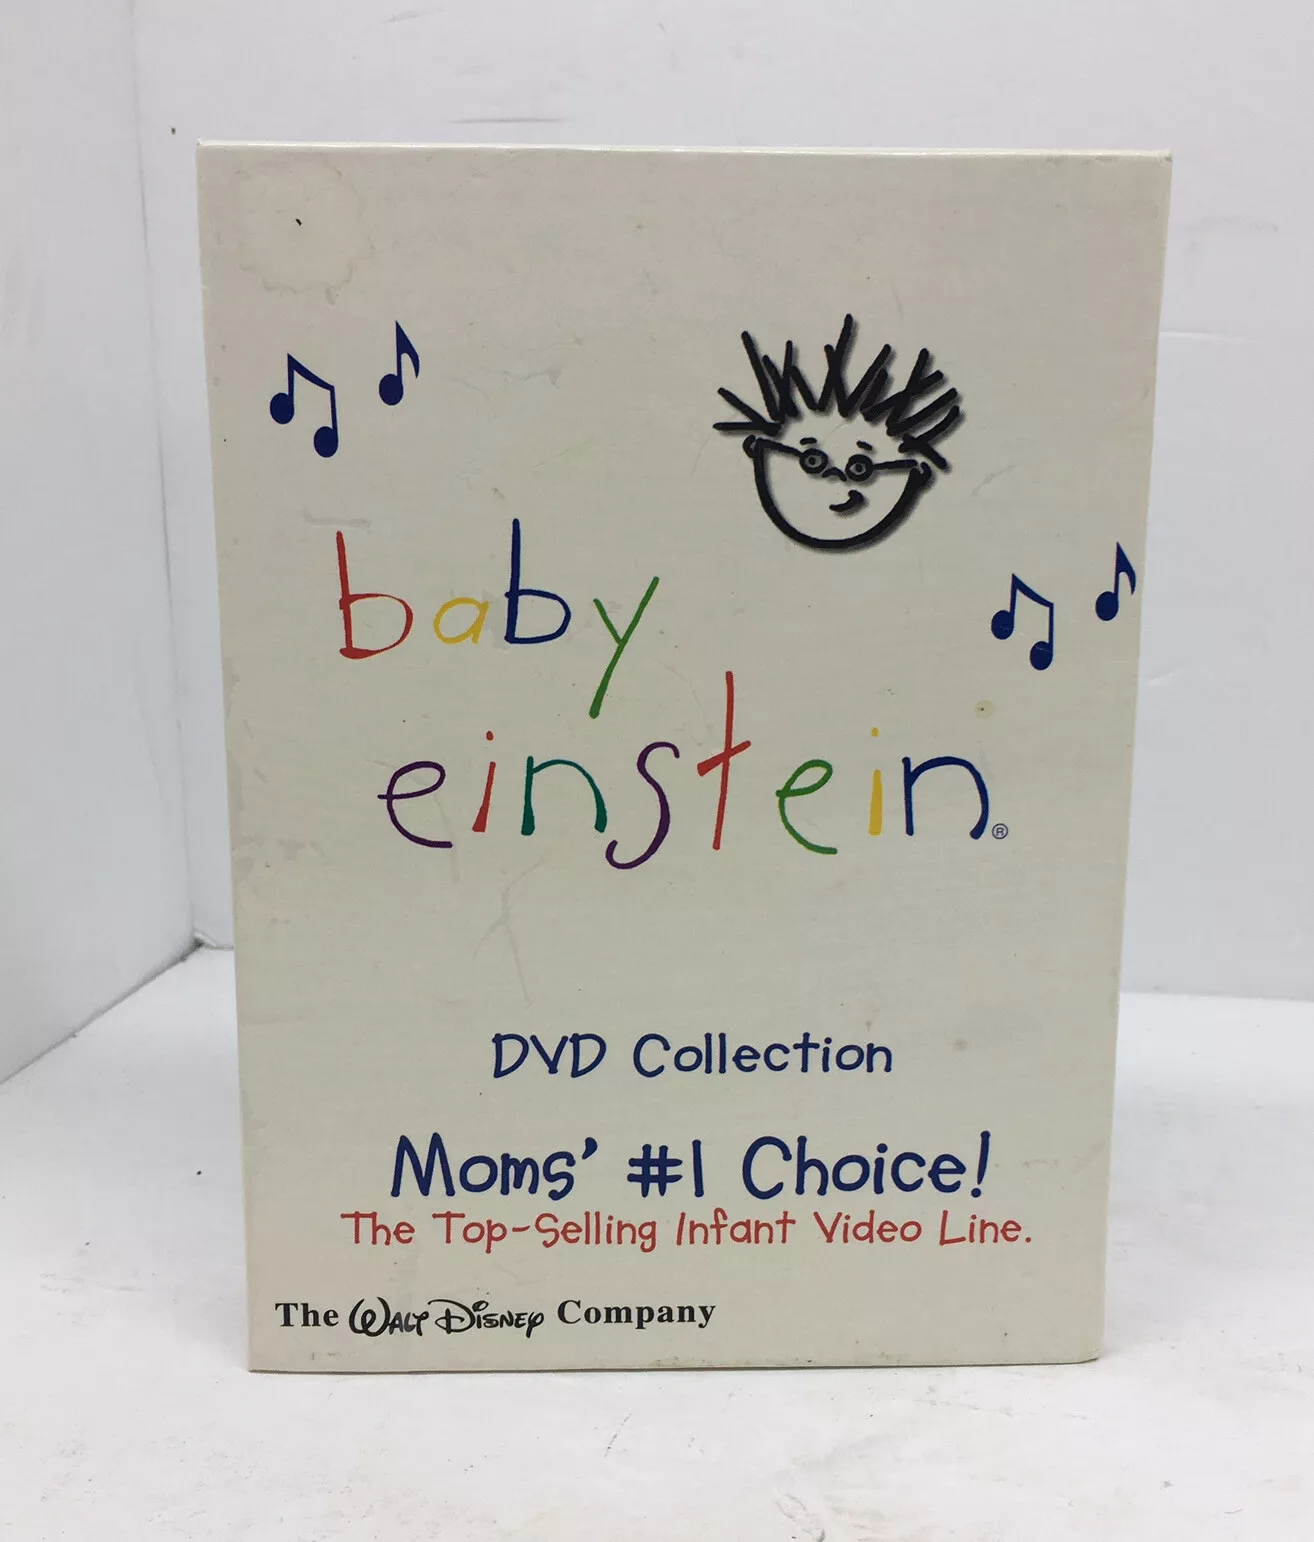 baby
einstein®
DVD Collection
Moms' #1 Choice!
The Top-Selling Infant Video Line.
The Walt Disney Company